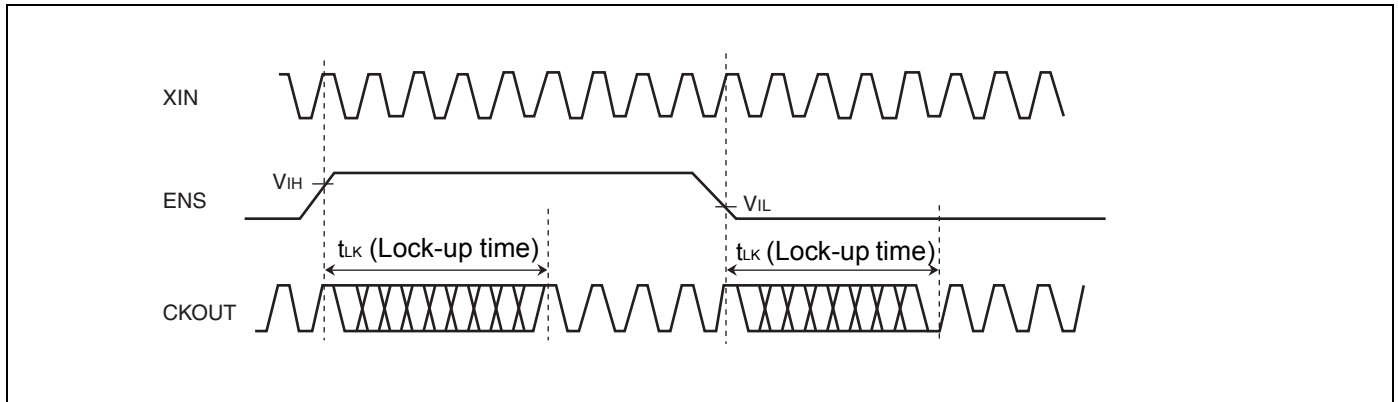 XIN
ENS
VIH
VIL
tLK (Lock-up time)
tLK (Lock-up time)
CKOUT